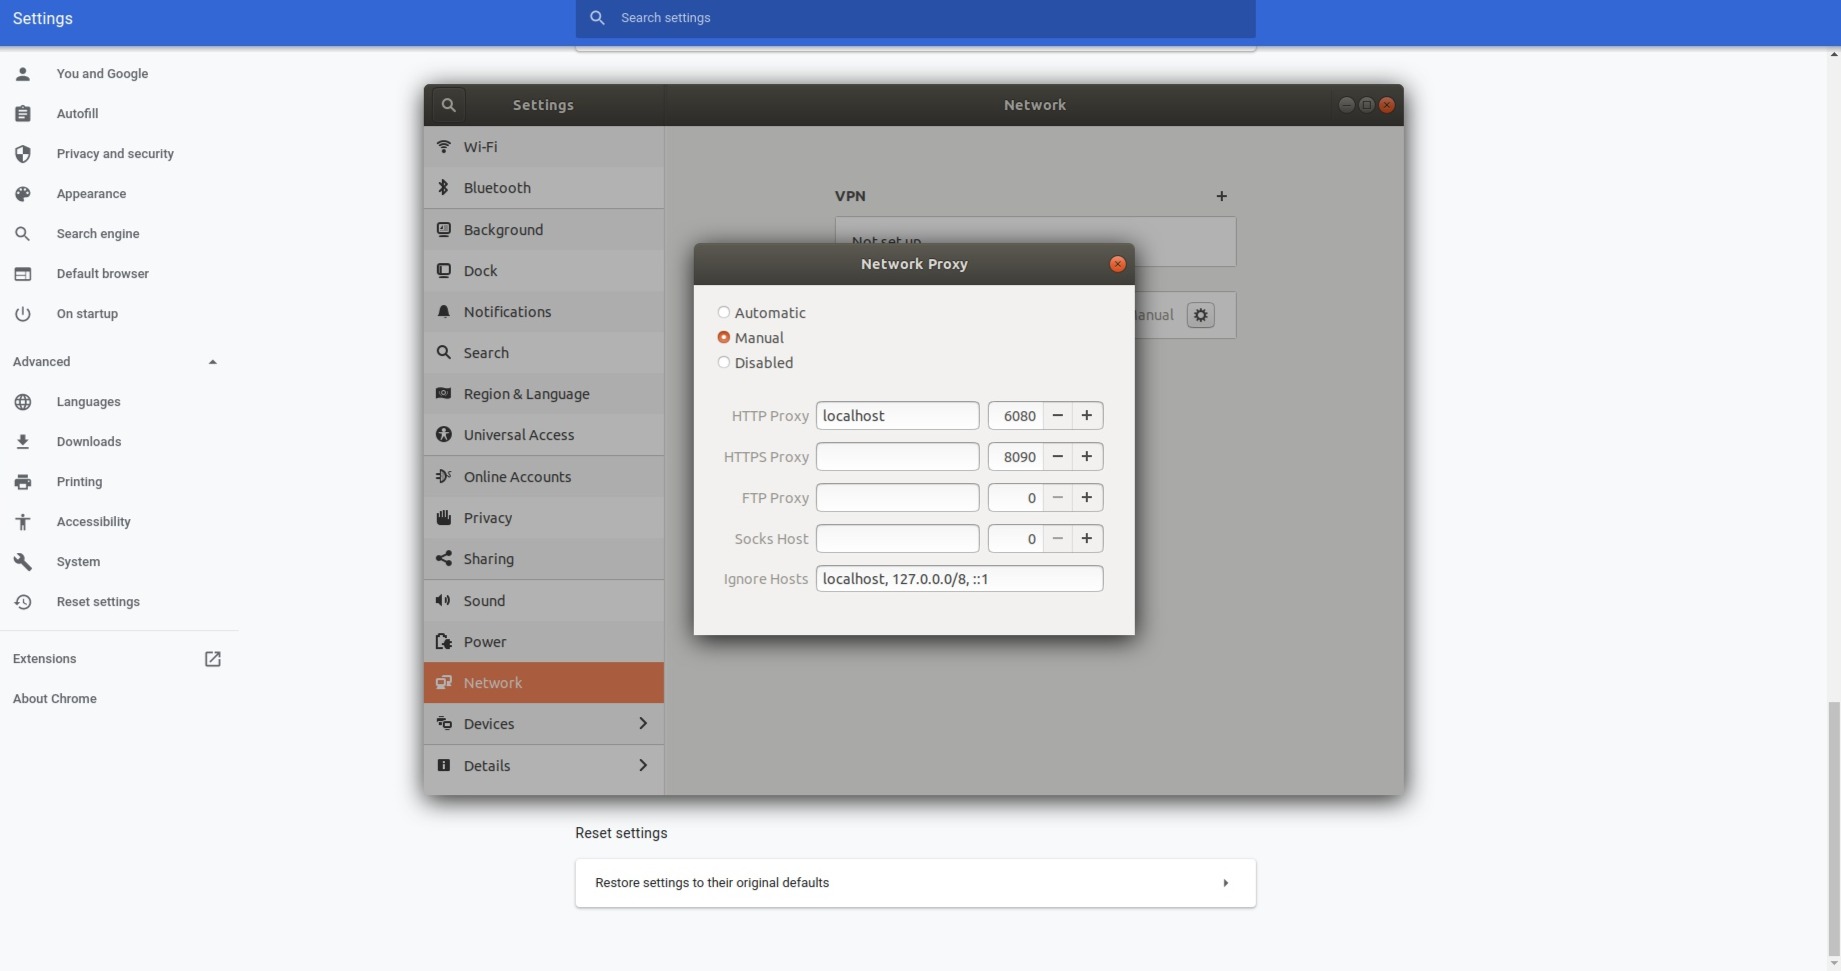 Settings
Search settings
You and Google
Autofill
Privacy and security
Appearance
Search engine
Default browser
On startup
Advanced
Languages
Downloads
Printing
Accessibility
System
Reset settings
Extensions
About Chrome
Settings
Network
Wi-Fi
Bluetooth
Background
Dock
Notifications
Search
Region & Language
Universal Access
Online Accounts
Privacy
Sharing
Sound
Power
Network
Devices
Details
VPN
Not set up
Network Proxy
Automatic
Manual
Disabled
HTTP Proxy localhost 6080
HTTPS Proxy 8090
FTP Proxy 0
Socks Host 0
Ignore Hosts localhost, 127.0.0.0/8, ::1
Reset settings
Restore settings to their original defaults